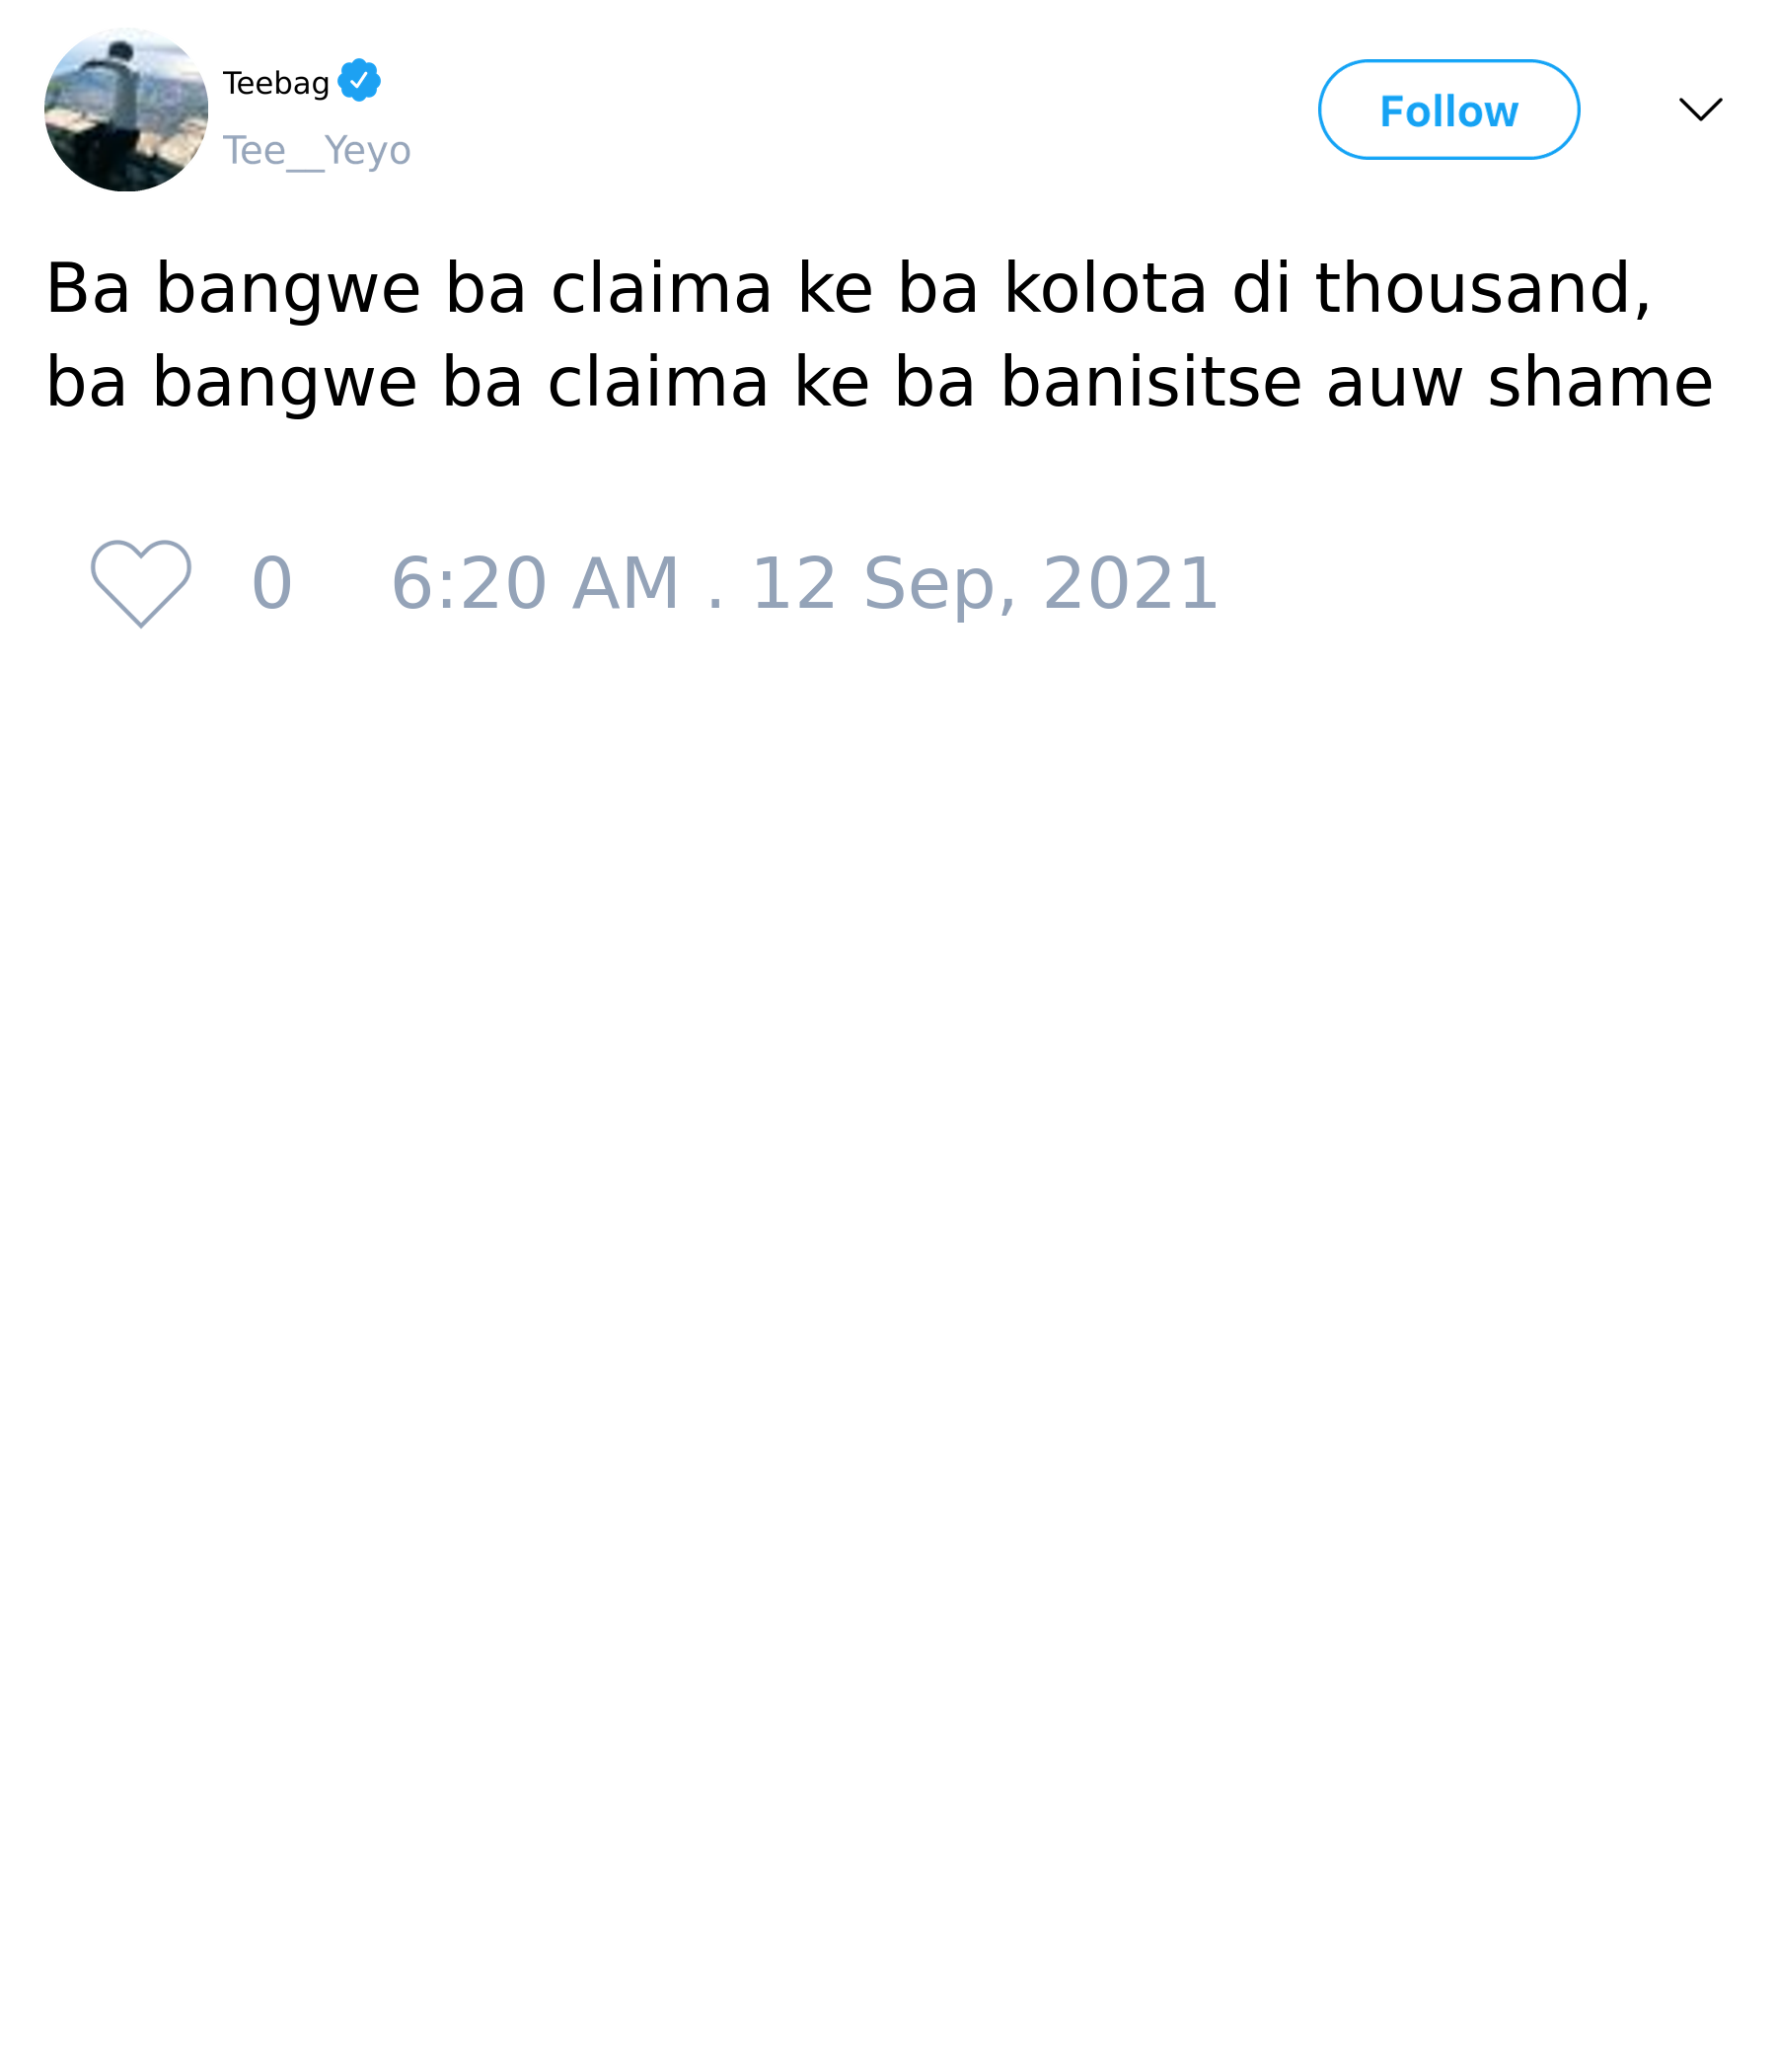 Teebag
Tee__Yeyo
Follow
Ba bangwe ba claima ke ba kolota di thousand,
ba bangwe ba claima ke ba banisitse auw shame
0 6:20 AM . 12 Sep, 2021